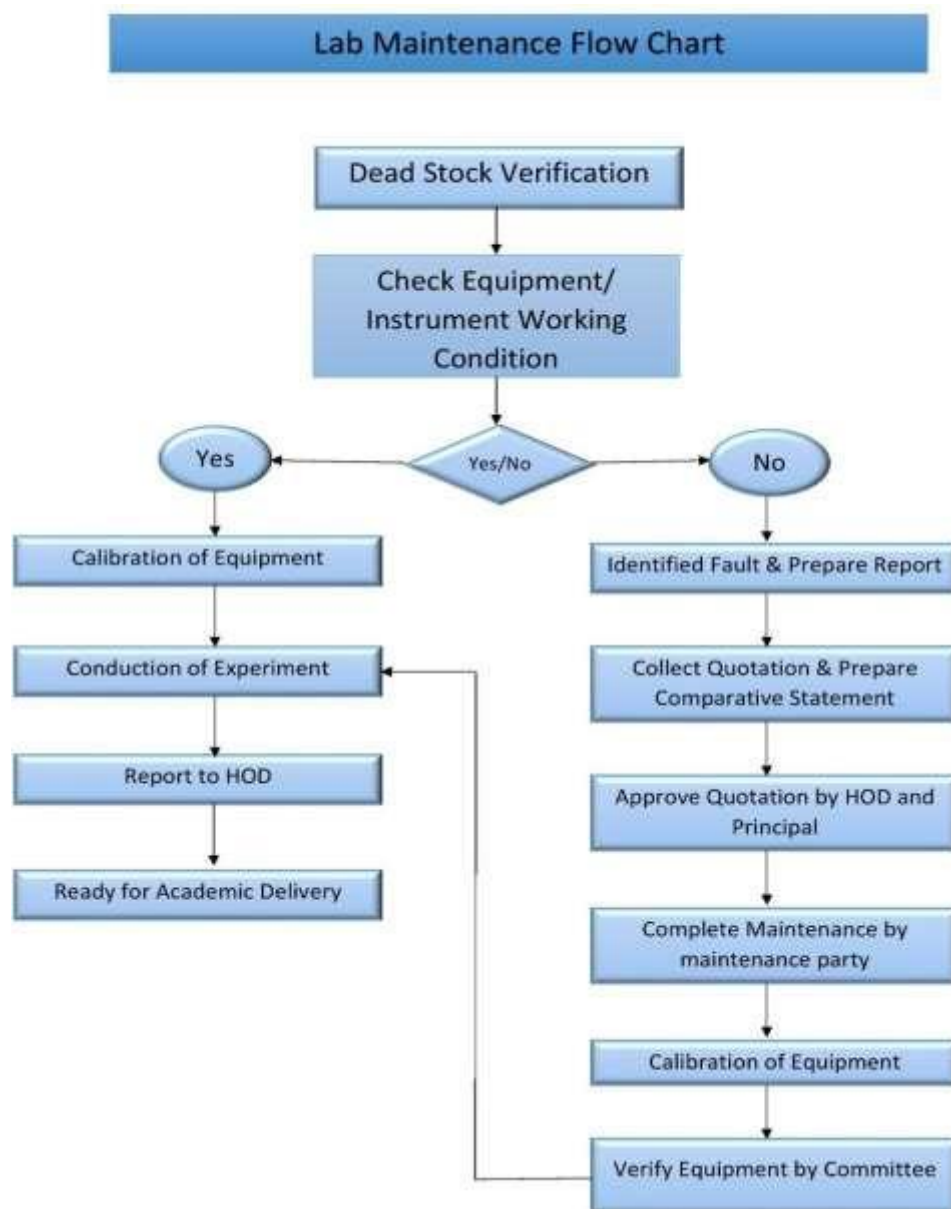 Lab Maintenance Flow Chart
Dead Stock Verification
Check Equipment/
Instrument Working
Condition
Yes
Yes/No
No
Calibration of Equipment
Conduction of Experiment
Report to HOD
Ready for Academic Delivery
Identified Fault & Prepare Report
Collect Quotation & Prepare
Comparative Statement
Approve Quotation by HOD and
Principal
Complete Maintenance by
maintenance party
Calibration of Equipment
Verify Equipment by Committee